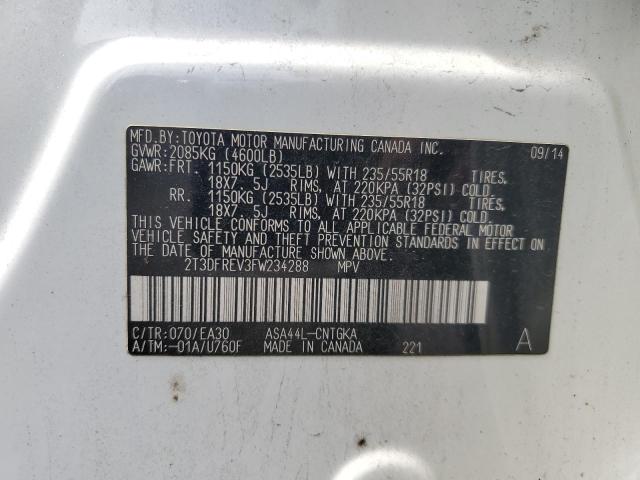 MFD.BY:TOYOTA MOTOR MANUFACTURING CANADA INC. 09/14
GVWR:2085KG (4600LB)
GAWR:FRT. 1150KG (2535LB) WITH 235/55R18 TIRES,
18X7. 5J RIMS, AT 220KPA (32PSI) COLD.
RR. 1150KG (2535LB) WITH 235/55R18 TIRES,
18X7. 5J RIMS, AT 220KPA (32PSI) COLD.
THIS VEHICLE CONFORMS TO ALL APPLICABLE FEDERAL MOTOR
VEHICLE SAFETY AND THEFT PREVENTION STANDARDS IN EFFECT ON
THE DATE OF MANUFACTURE SHOWN ABOVE.
2T3DFREV3FW234288 MPV
C/TR:070/EA30 ASA44L-CNTGKA
A/TM:-01A/U760F MADE IN CANADA 221 A